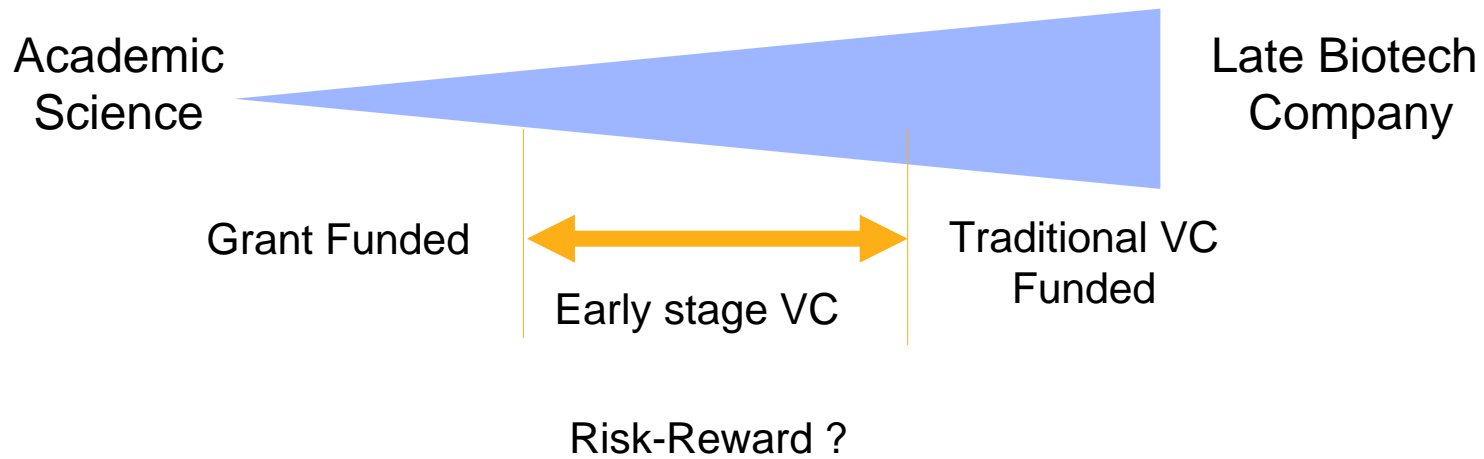 Academic
Science
Late Biotech
Company
Grant Funded
Early stage VC
Traditional VC
Funded
Risk-Reward ?